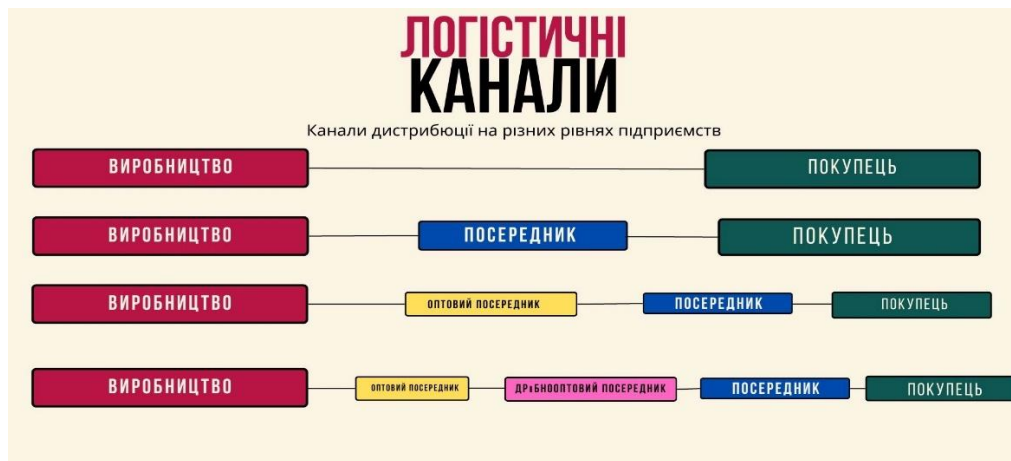 ЛОГІСТИЧНІ
КАНАЛИ
Канали дистрибюції на різних рівнях підприємств
ВИРОБНИЦТВО ПОКУПЕЦЬ
ВИРОБНИЦТВО ПОСЕРЕДНИК ПОКУПЕЦЬ
ВИРОБНИЦТВО ОПТОВИЙ ПОСЕРЕДНИК ПОСЕРЕДНИК ПОКУПЕЦЬ
ВИРОБНИЦТВО ОПТОВИЙ ПОСЕРЕДНИК ДРіБНООПТОВИЙ ПОСЕРЕДНИК ПОСЕРЕДНИК ПОКУПЕЦЬ